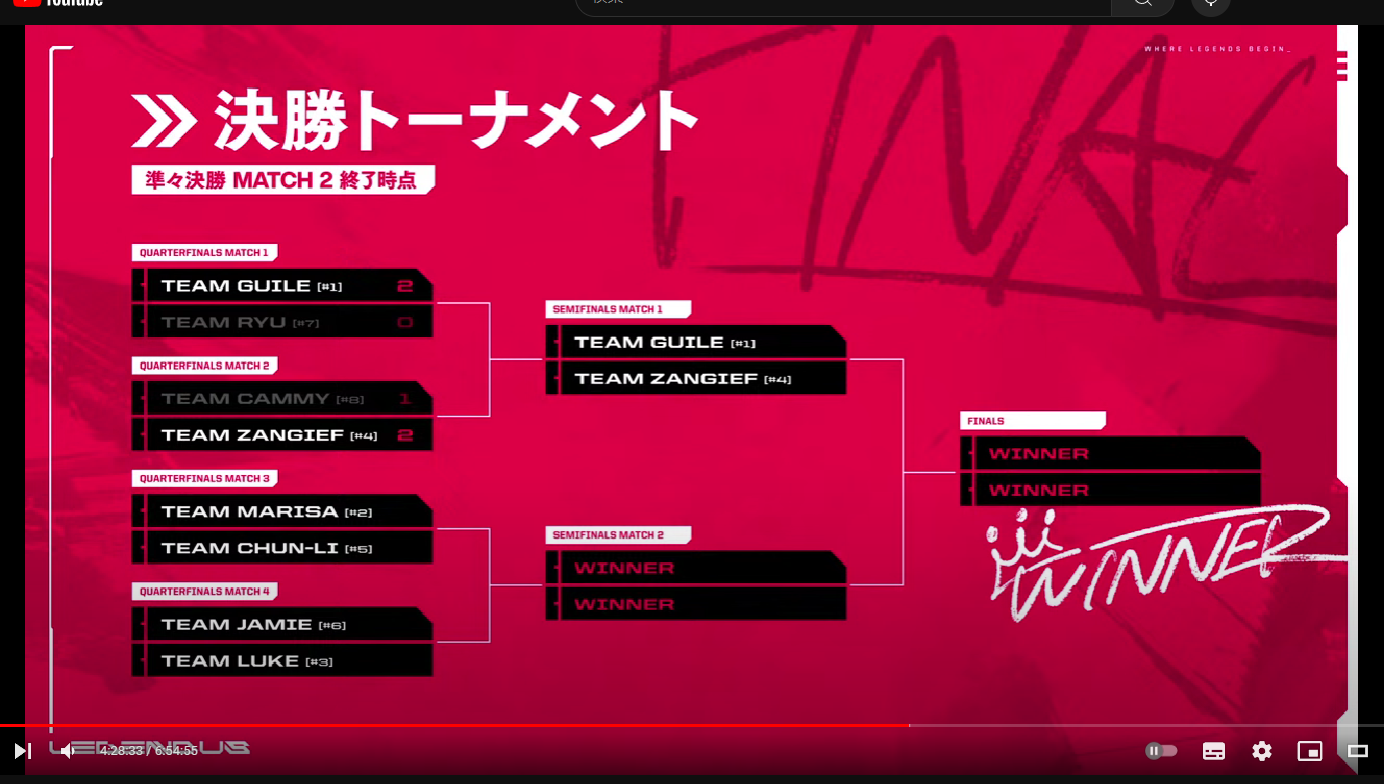 YouTube
検索
WHERE LEGENDS BEGIN_
FINAL
決勝トーナメント
準々決勝 MATCH 2 終了時点
QUARTERFINALS MATCH 1
TEAM GUILE [#1] 2
TEAM RYU [#7] 0
QUARTERFINALS MATCH 2
TEAM CAMMY [#8] 1
TEAM ZANGIEF [#4] 2
QUARTERFINALS MATCH 3
TEAM MARISA [#2]
TEAM CHUN-LI [#5]
QUARTERFINALS MATCH 4
TEAM JAMIE [#6]
TEAM LUKE [#3]
SEMIFINALS MATCH 1
TEAM GUILE [#1]
TEAM ZANGIEF [#4]
SEMIFINALS MATCH 2
WINNER
WINNER
FINALS
WINNER
WINNER
WINNER
LEGENDUS
4:28:33 / 6:54:55